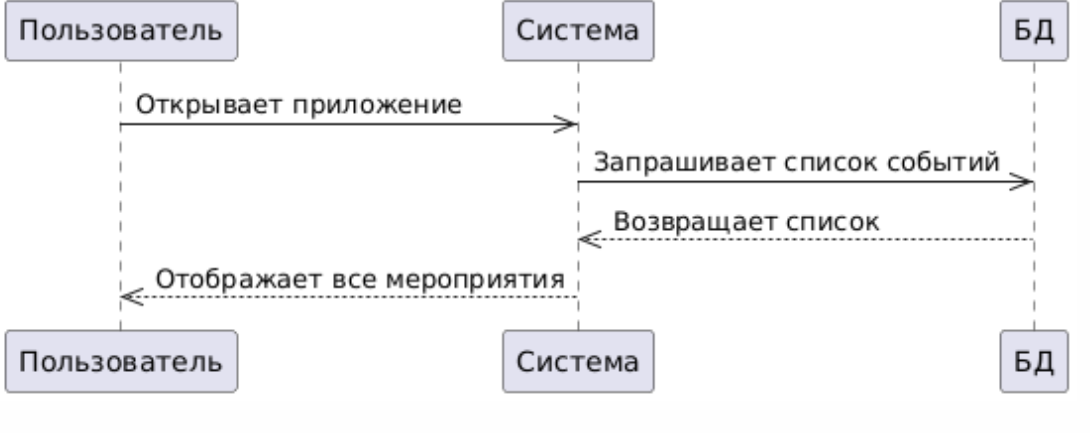 Пользователь
Система
БД
Открывает приложение
Запрашивает список событий
Возвращает список
Отображает все мероприятия
Пользователь
Система
БД